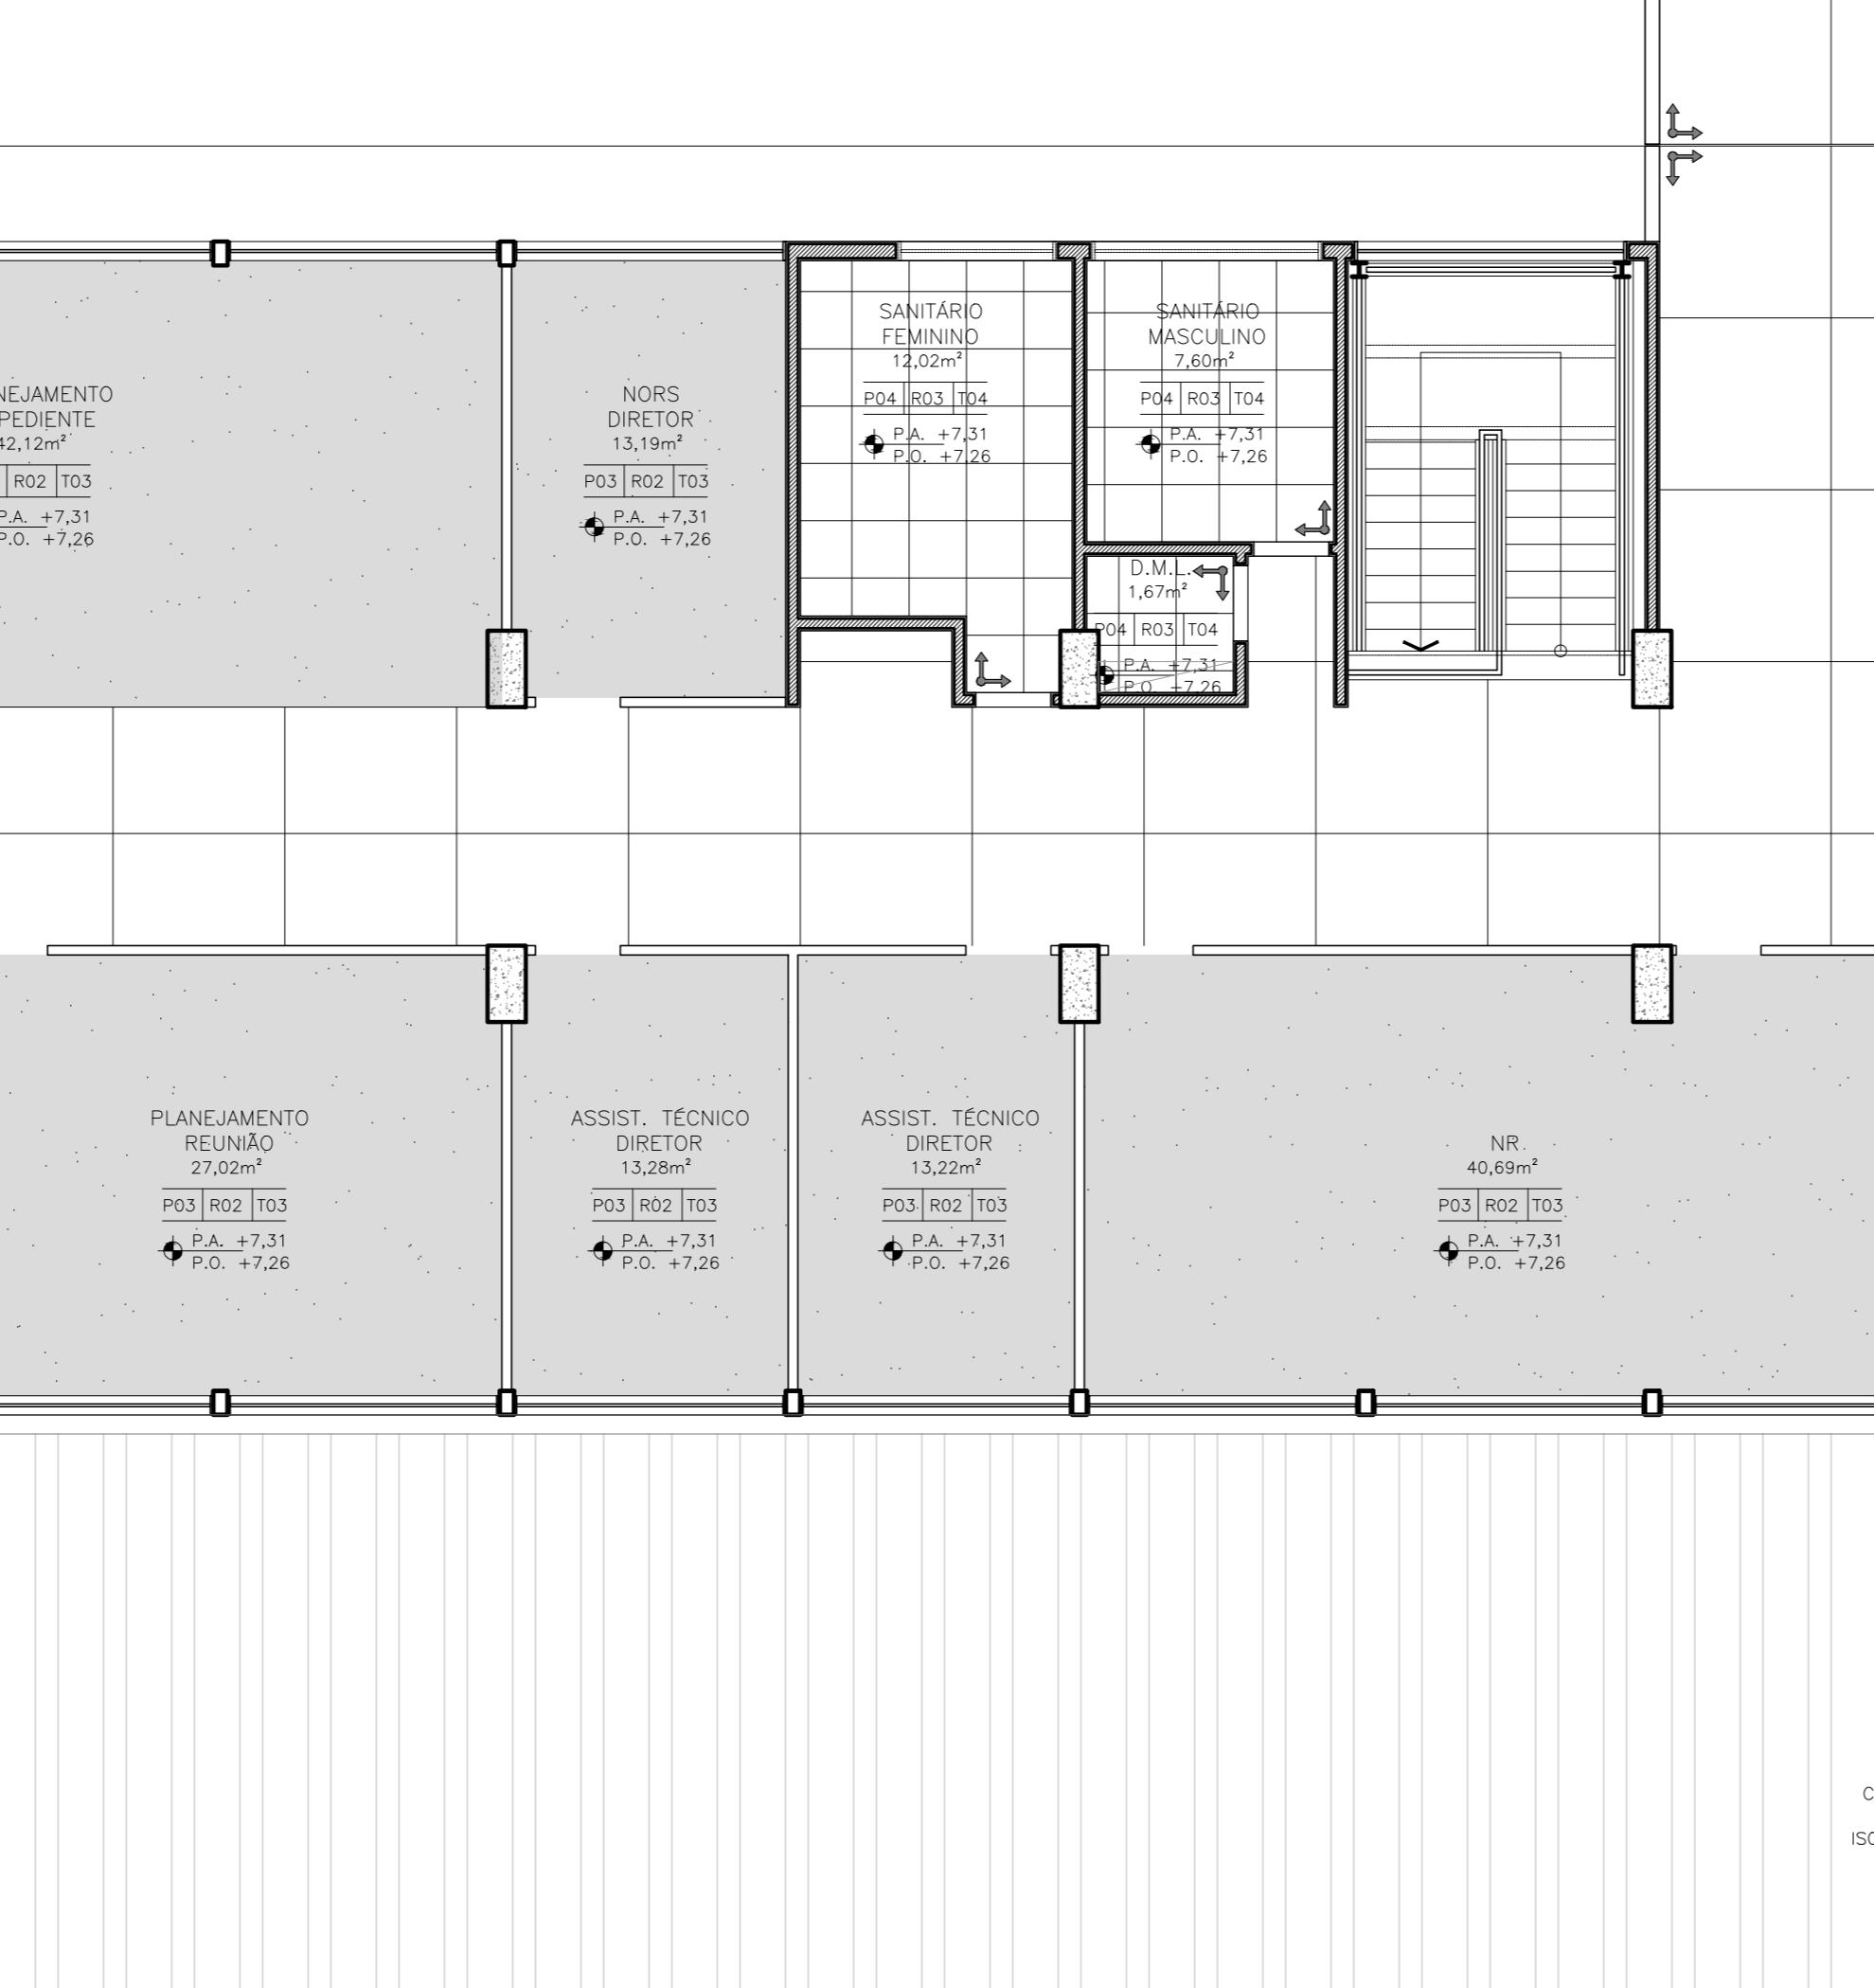 NEJAMENTO
PEDIENTE
42,12m²
R02 T03
P.A. +7,31
P.O. +7,26
NORS
DIRETOR
13,19m²
P03 R02 T03
P.A. +7,31
P.O. +7,26
SANITÁRIO
FEMININO
12,02m²
P04 R03 T04
P.A. +7,31
P.O. +7,26
SANITÁRIO
MASCULINO
7,60m²
P04 R03 T04
P.A. +7,31
P.O. +7,26
D.M.L.
1,67m²
P04 R03 T04
P.A. +7,31
P.O. +7,26
PLANEJAMENTO
REUNIÃO
27,02m²
P03 R02 T03
P.A. +7,31
P.O. +7,26
ASSIST. TÉCNICO
DIRETOR
13,28m²
P03 R02 T03
P.A. +7,31
P.O. +7,26
ASSIST. TÉCNICO
DIRETOR
13,22m²
P03 R02 T03
P.A. +7,31
P.O. +7,26
NR
40,69m²
P03 R02 T03
P.A. +7,31
P.O. +7,26
C
ISO